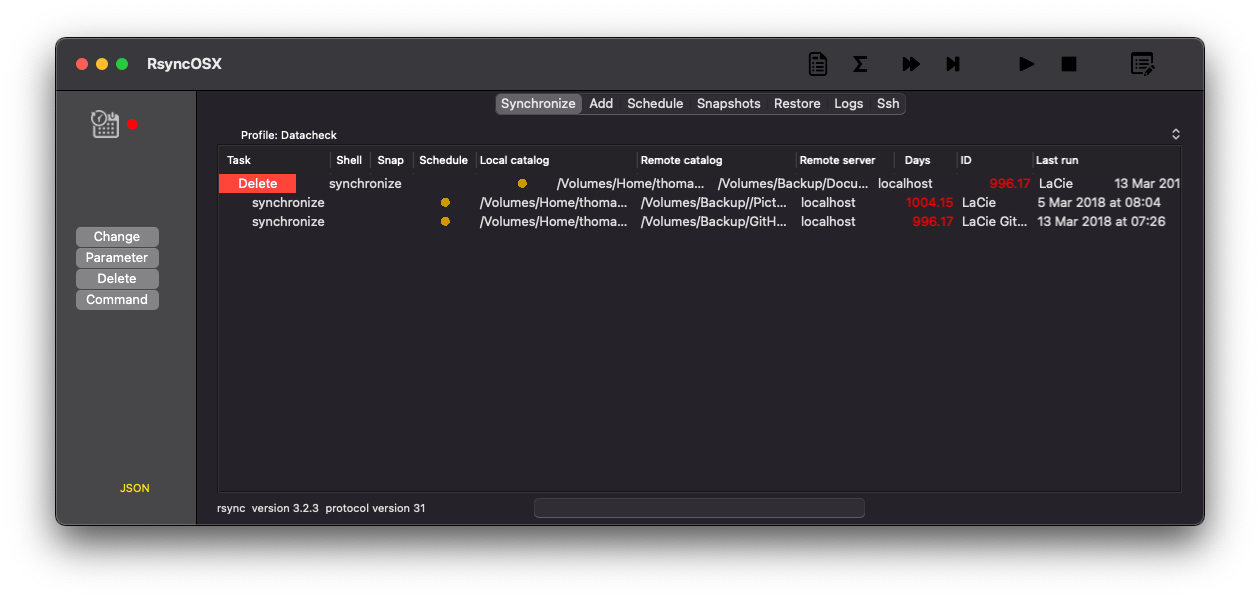 RsyncOSX
Synchronize Add Schedule Snapshots Restore Logs Ssh
Profile: Datacheck
Task Shell Snap Schedule Local catalog Remote catalog Remote server Days ID Last run
Delete synchronize /Volumes/Home/thoma... /Volumes/Backup/Docu... localhost 996.17 LaCie 13 Mar 201
synchronize /Volumes/Home/thoma... /Volumes/Backup//Pict... localhost 1004.15 LaCie 5 Mar 2018 at 08:04
synchronize /Volumes/Home/thoma... /Volumes/Backup/GitH... localhost 996.17 LaCie Git... 13 Mar 2018 at 07:26
Change
Parameter
Delete
Command
JSON
rsync version 3.2.3 protocol version 31